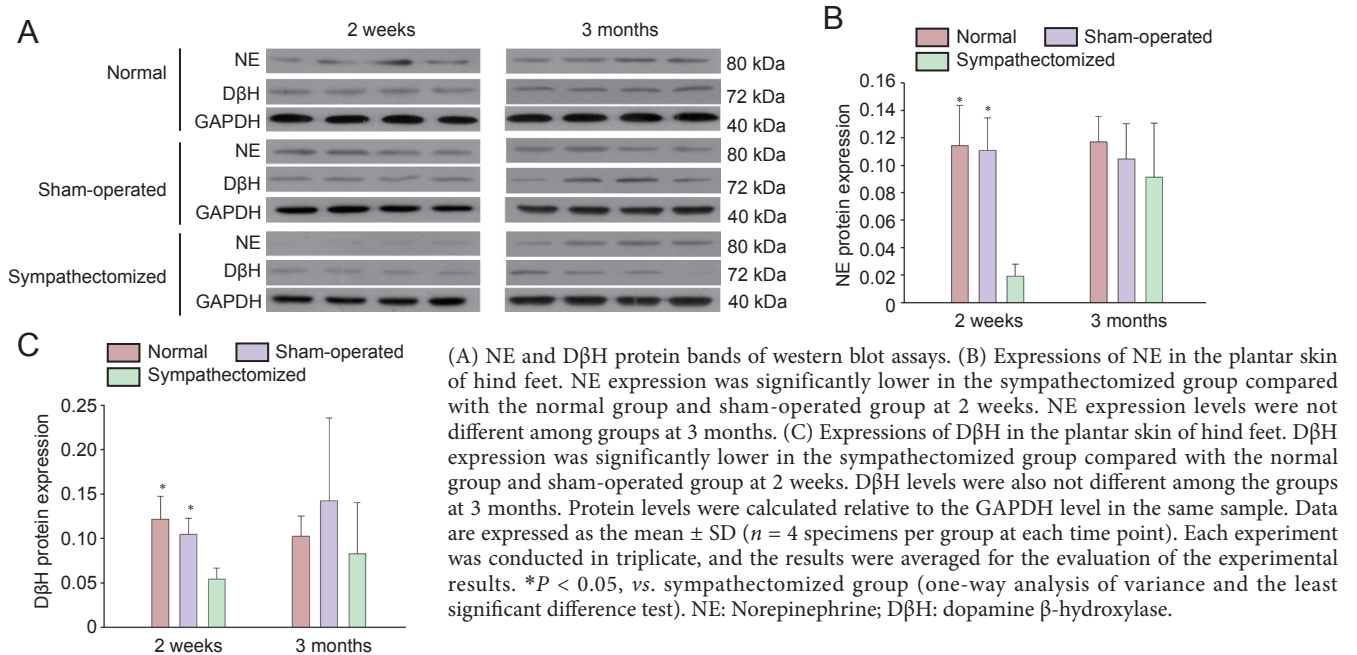 A
2 weeks 3 months
Normal
NE 80 kDa
DβH 72 kDa
GAPDH 40 kDa
Sham-operated
NE 80 kDa
DβH 72 kDa
GAPDH 40 kDa
Sympathectomized
NE 80 kDa
DβH 72 kDa
GAPDH 40 kDa
B
Normal Sham-operated
Sympathectomized
NE protein expression
0.16
0.14
0.12
0.10
0.08
0.06
0.04
0.02
0
* *
2 weeks 3 months
C
Normal Sham-operated
Sympathectomized
DβH protein expression
0.25
0.20
0.15
0.10
0.05
0
* *
2 weeks 3 months
(A) NE and DβH protein bands of western blot assays. (B) Expressions of NE in the plantar skin
of hind feet. NE expression was significantly lower in the sympathectomized group compared
with the normal group and sham-operated group at 2 weeks. NE expression levels were not
different among groups at 3 months. (C) Expressions of DβH in the plantar skin of hind feet. DβH
expression was significantly lower in the sympathectomized group compared with the normal
group and sham-operated group at 2 weeks. DβH levels were also not different among the groups
at 3 months. Protein levels were calculated relative to the GAPDH level in the same sample. Data
are expressed as the mean ± SD (n = 4 specimens per group at each time point). Each experiment
was conducted in triplicate, and the results were averaged for the evaluation of the experimental
results. *P < 0.05, vs. sympathectomized group (one-way analysis of variance and the least
significant difference test). NE: Norepinephrine; DβH: dopamine β-hydroxylase.